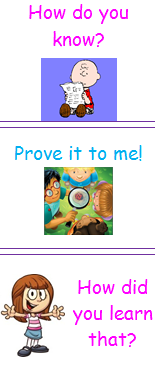 How do you
know?
Prove it to me!
How did
you learn
that?